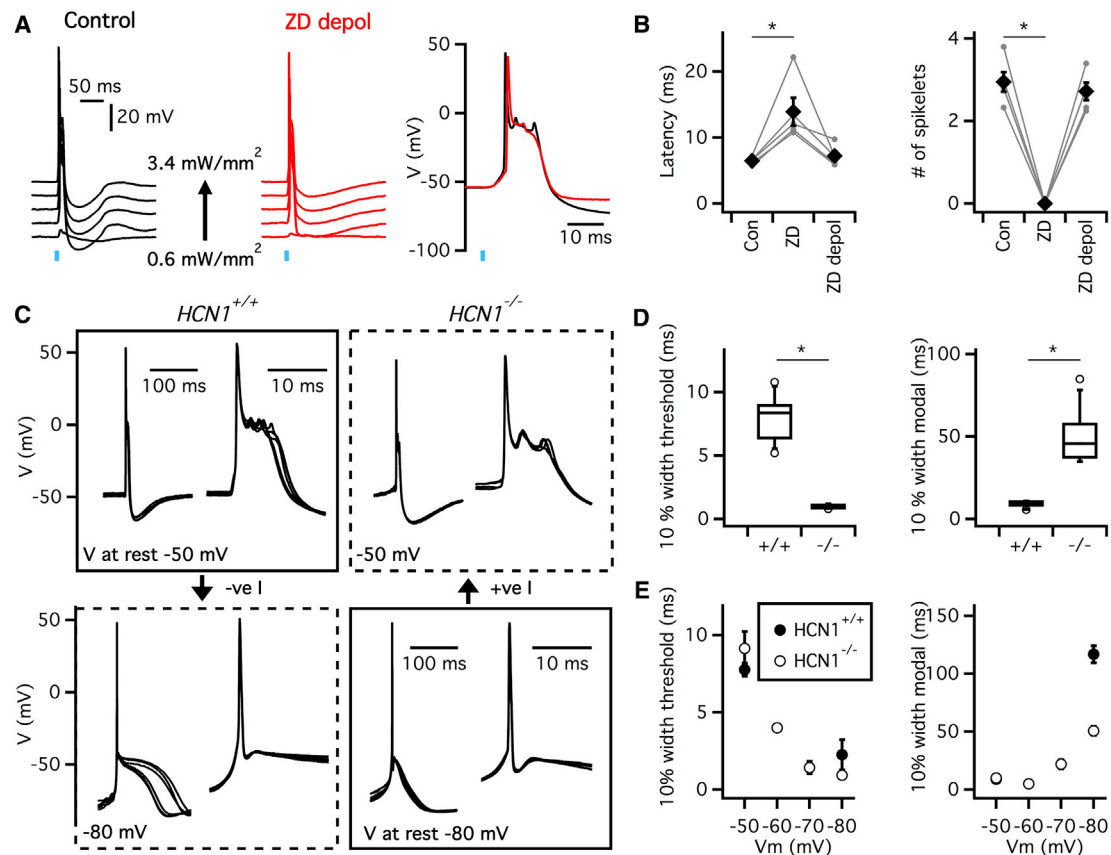 A
Control
ZD depol
50 ms
20 mV
3.4 mW/mm²
0.6 mW/mm²
50
0
-50
-100
V (mV)
10 ms
B
*
20
10
0
Latency (ms)
Con
ZD
ZD depol
*
4
2
0
# of spikelets
Con
ZD
ZD depol
C
HCN1+/+
HCN1-/-
50
0
-50
V (mV)
100 ms
10 ms
V at rest -50 mV
-50 mV
-ve I
+ve I
50
0
-50
V (mV)
-80 mV
100 ms
10 ms
V at rest -80 mV
D
*
10
5
0
10 % width threshold (ms)
+/+
-/-
*
100
50
0
10 % width modal (ms)
+/+
-/-
E
10
5
0
10% width threshold (ms)
HCN1+/+
HCN1-/-
-50
-60
-70
-80
Vm (mV)
150
100
50
0
10% width modal (ms)
-50
-60
-70
-80
Vm (mV)